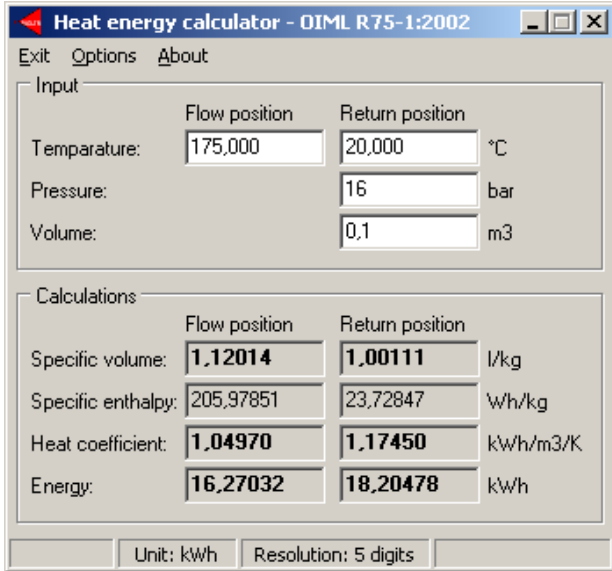 Heat energy calculator - OIML R75-1:2002
Exit Options About
Input
Flow position Return position
Temparature: 175,000 20,000 °C
Pressure: 16 bar
Volume: 0,1 m3
Calculations
Flow position Return position
Specific volume: 1,12014 1,00111 l/kg
Specific enthalpy: 205,97851 23,72847 Wh/kg
Heat coefficient: 1,04970 1,17450 kWh/m3/K
Energy: 16,27032 18,20478 kWh
Unit: kWh Resolution: 5 digits